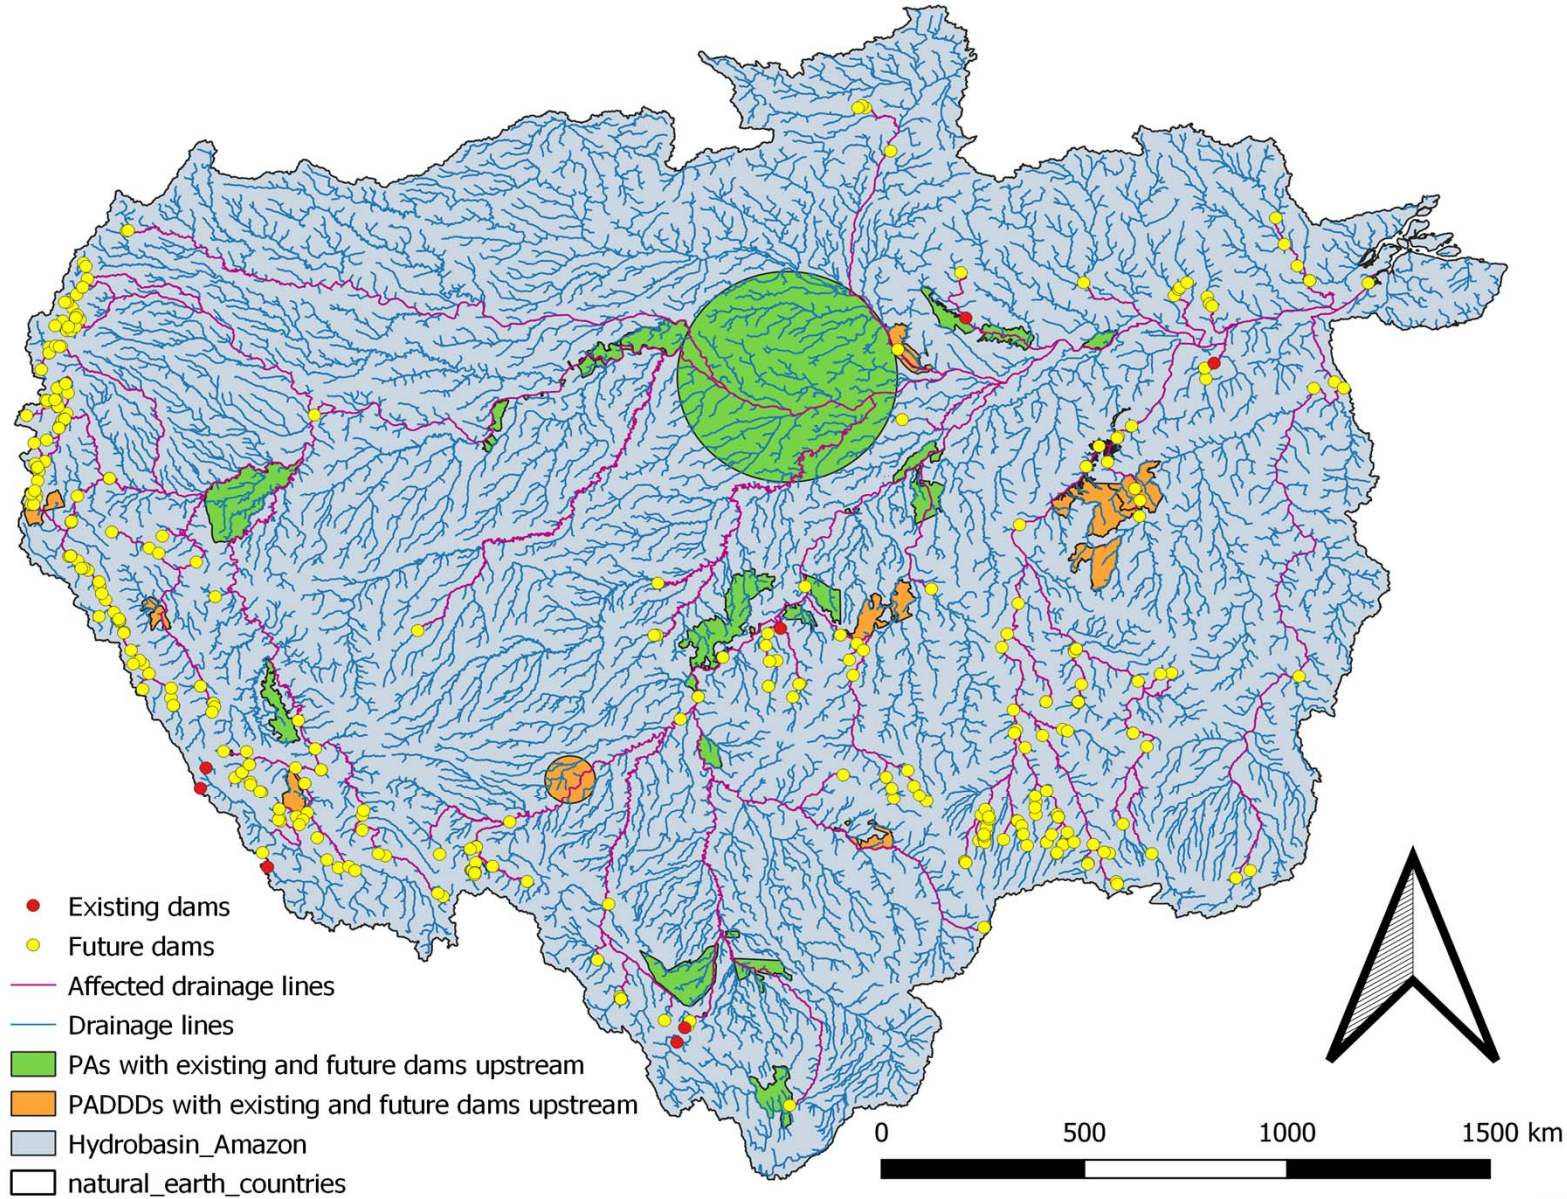 Existing dams
Future dams
Affected drainage lines
Drainage lines
PAs with existing and future dams upstream
PADDDs with existing and future dams upstream
Hydrobasin_Amazon
natural_earth_countries
0 500 1000 1500 km